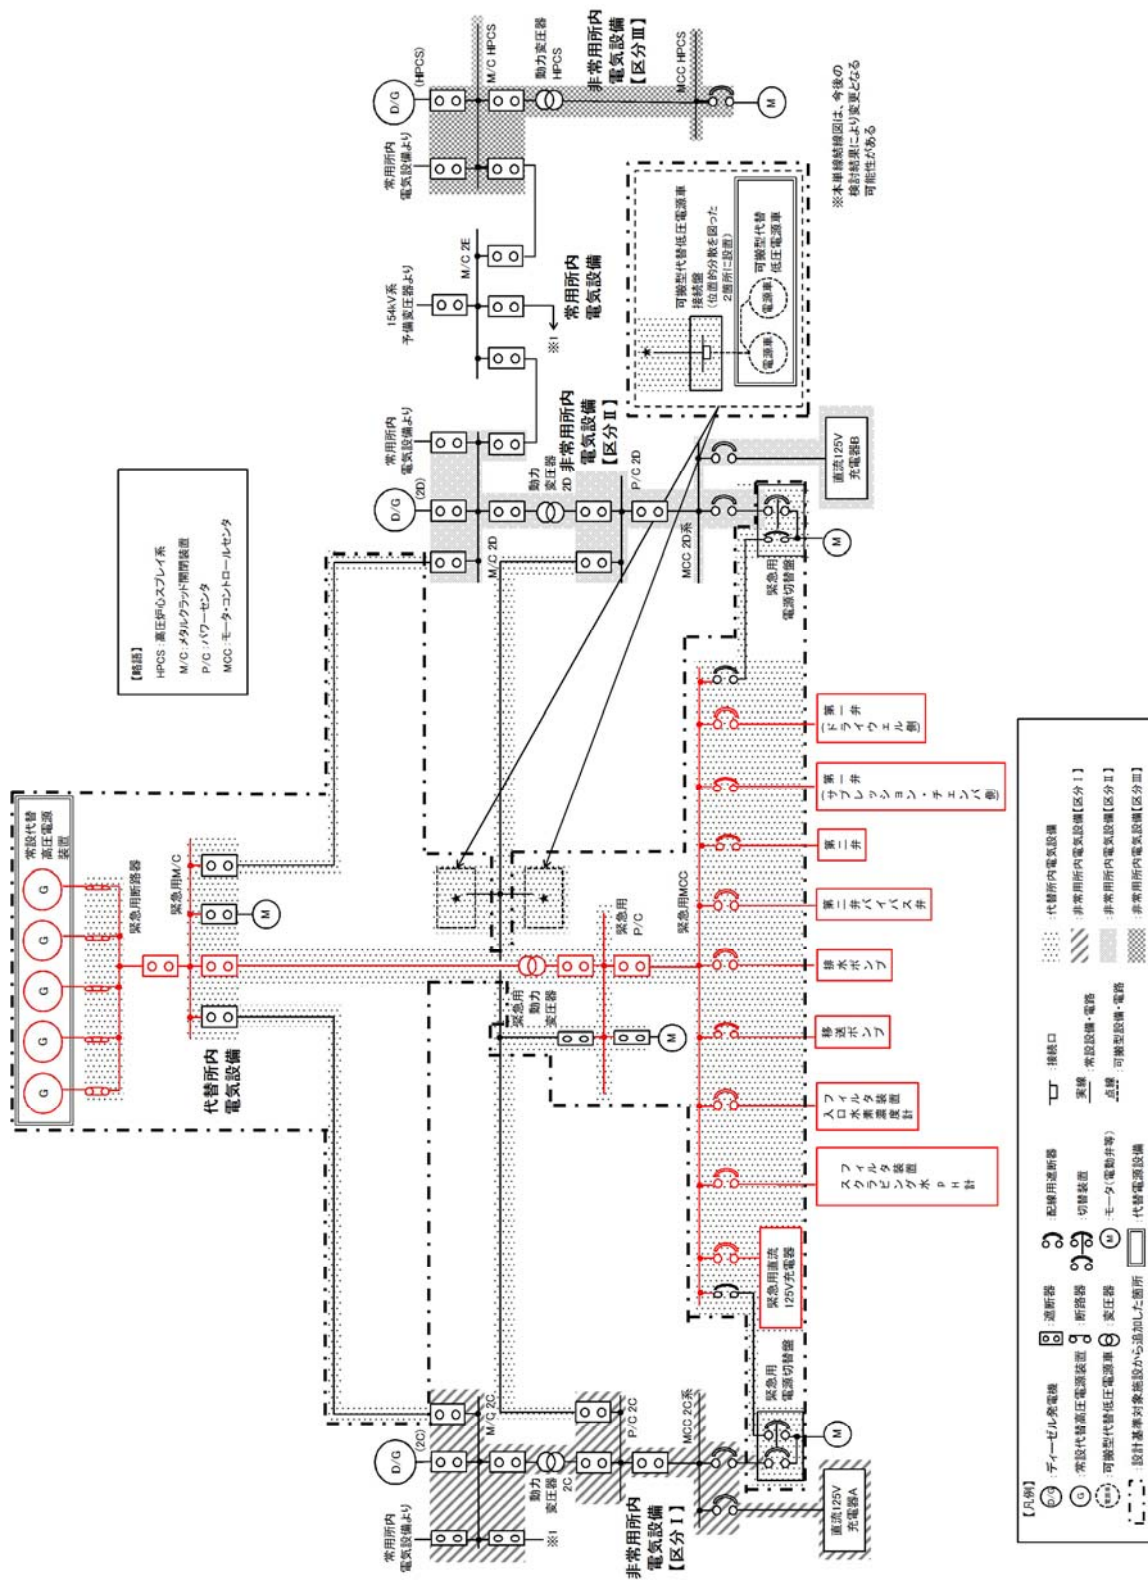 【略語】
HPCS：高圧炉心スプレイ系
M/C：メタルクラッド開閉装置
P/C：パワーセンタ
MCC：モータ・コントロールセンタ
常設代替
高圧電源
装置
G
G
G
G
G
緊急用断路器
緊急用M/C
M
代替所内
電気設備
常用所内
電気設備より
D/G
(2C)
※1
M/C 2C
動力
変圧器
2C
P/C 2C
非常用所内
電気設備
【区分Ⅰ】
MCC 2C系
直流125V
充電器A
緊急用
電源切替盤
M
緊急用
動力
変圧器
緊急用
P/C
M
★
★
緊急用MCC
緊急用直流
125V充電器
フィルタ装置
スクラビング水pH計
フィルタ装置
入口水素濃度計
移送ポンプ
排水ポンプ
第二弁バイパス弁
第二弁
第一弁
(サプレッション・チェンバ側)
第一弁
(ドライウェル側)
D/G
(2D)
常用所内
電気設備より
M/C 2D
動力
変圧器
2D
非常用所内
電気設備
【区分Ⅱ】
P/C 2D
MCC 2D系
直流125V
充電器B
緊急用
電源切替盤
M
154kV系
予備変圧器より
M/C 2E
※1
常用所内
電気設備
常用所内
電気設備より
D/G
(HPCS)
M/C HPCS
動力変圧器
HPCS
非常用所内
電気設備
【区分Ⅲ】
MCC HPCS
M
★
可搬型代替低圧電源車
接続盤
(位置的分散を図った
2箇所に設置)
電源車
電源車
可搬型代替
低圧電源車
※本単線結線図は、今後の
検討結果により変更となる
可能性がある
【凡例】
D/G
：ディーゼル発電機
G
：常設代替高圧電源装置
電源車
：可搬型代替低圧電源車
：設計基準対象施設から追加した箇所
：遮断器
：断路器
：変圧器
：配線用遮断器
：切替装置
M
：モータ(電動弁等)
：代替電源設備
：接続口
実線：常設設備・電路
点線：可搬型設備・電路
：代替所内電気設備
：非常用所内電気設備【区分Ⅰ】
：非常用所内電気設備【区分Ⅱ】
：非常用所内電気設備【区分Ⅲ】